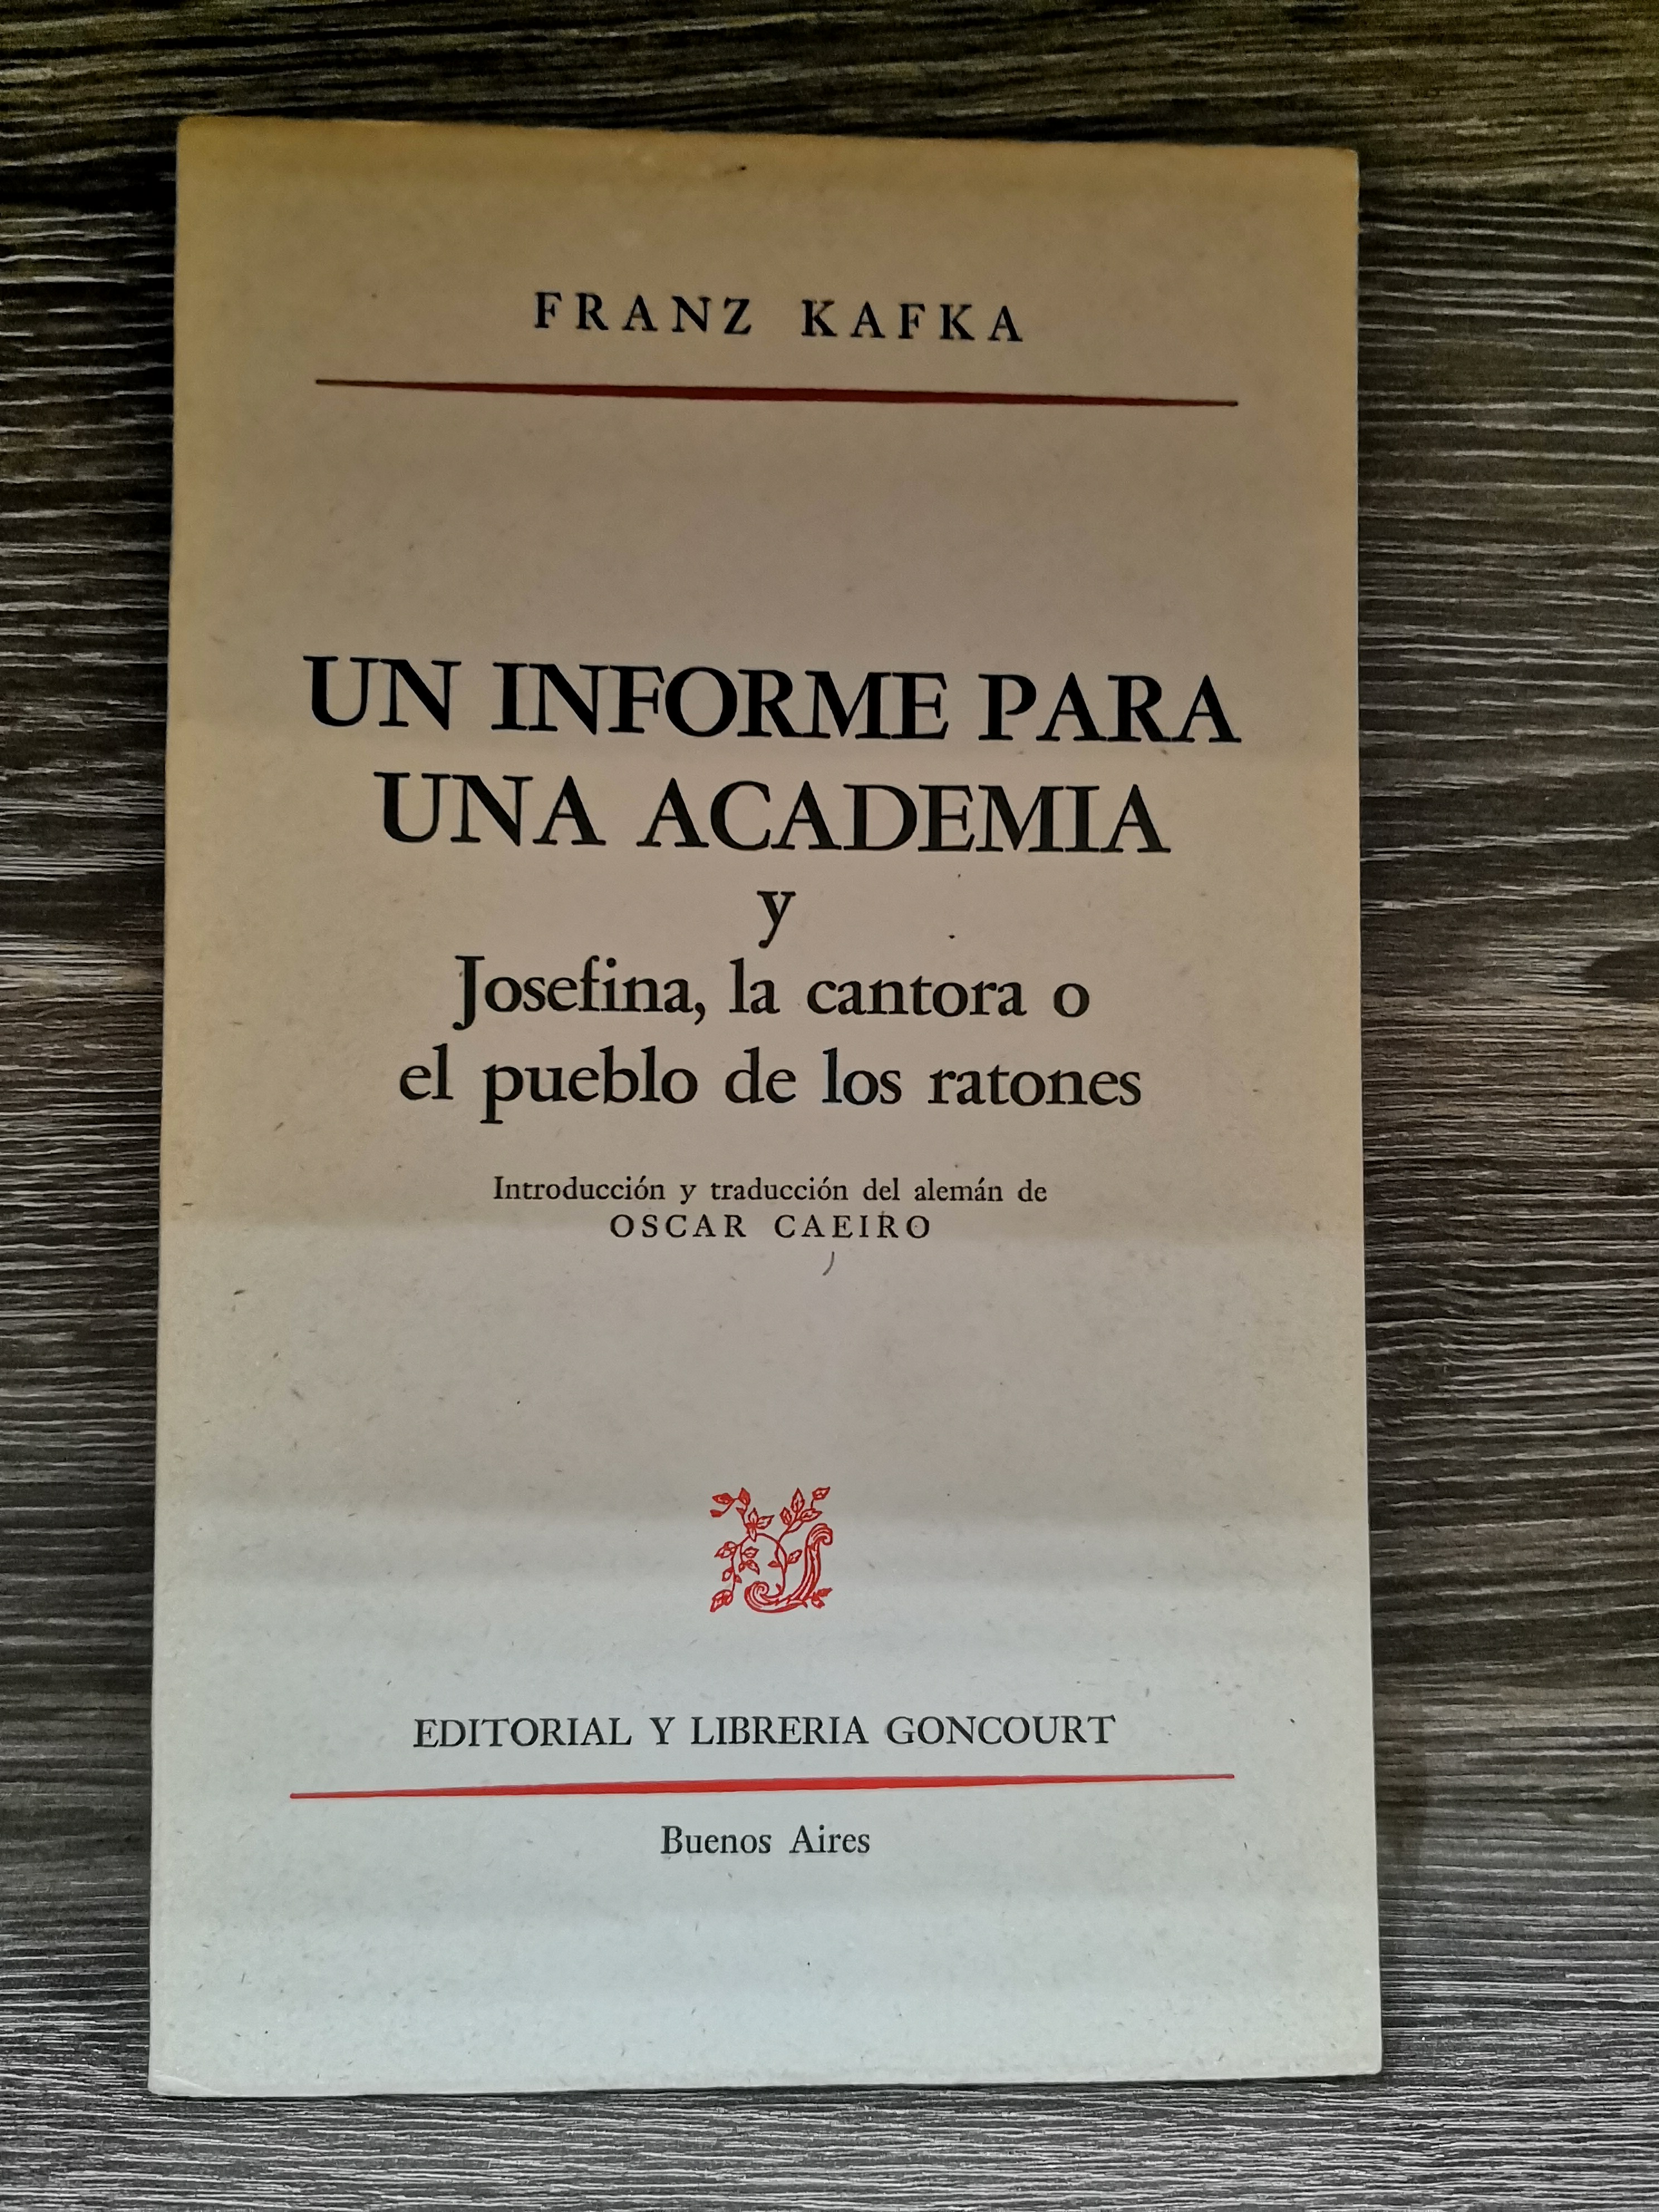 FRANZ KAFKA
UN INFORME PARA
UNA ACADEMIA
y
Josefina, la cantora o
el pueblo de los ratones
Introducción y traducción del alemán de
OSCAR CAEIRO
EDITORIAL Y LIBRERIA GONCOURT
Buenos Aires